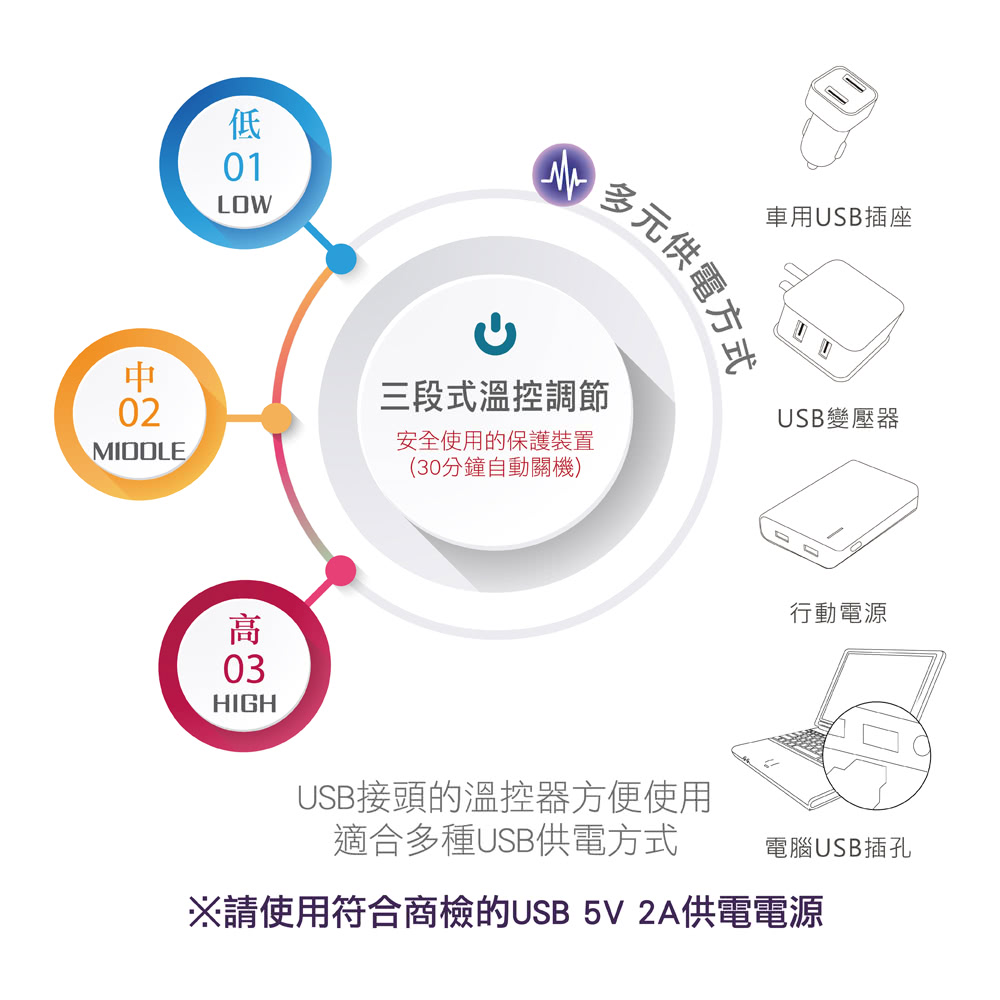 低
01
LOW
中
02
MIDDLE
高
03
HIGH
三段式溫控調節
安全使用的保護裝置
(30分鐘自動關機)
多元供電方式
車用USB插座
USB變壓器
行動電源
電腦USB插孔
USB接頭的溫控器方便使用
適合多種USB供電方式
※請使用符合商檢的USB 5V 2A供電電源